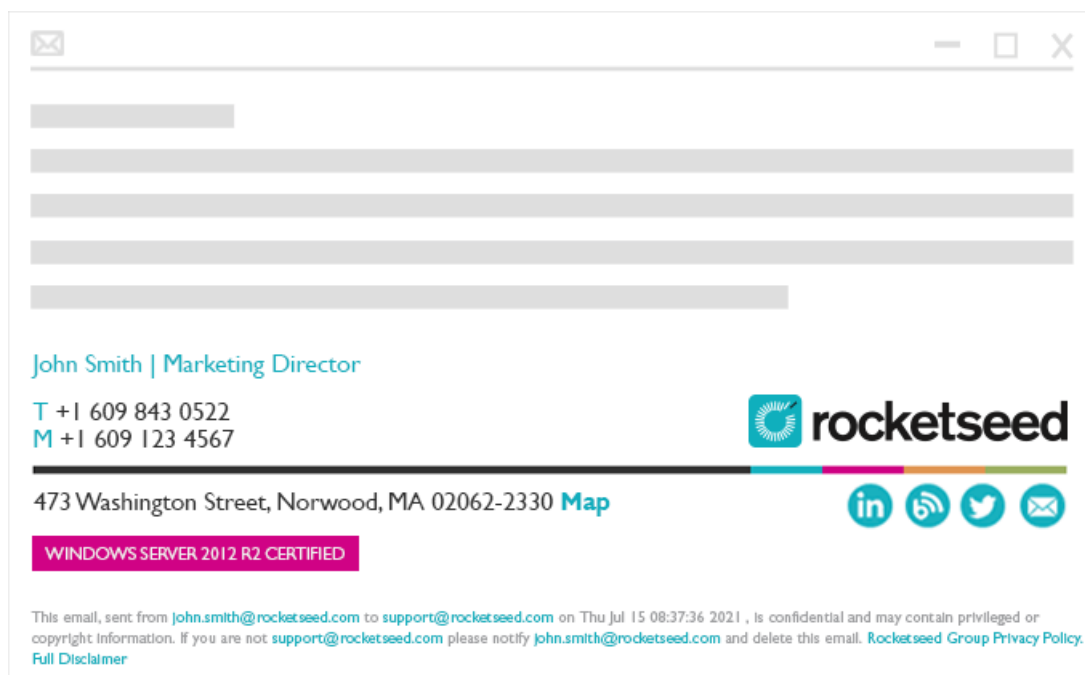 John Smith | Marketing Director
T +1 609 843 0522
M +1 609 123 4567
rocketseed
473 Washington Street, Norwood, MA 02062-2330 Map
in
WINDOWS SERVER 2012 R2 CERTIFIED
This email, sent from john.smith@rocketseed.com to support@rocketseed.com on Thu Jul 15 08:37:36 2021 , is confidential and may contain privileged or
copyright information. If you are not support@rocketseed.com please notify john.smith@rocketseed.com and delete this email. Rocketseed Group Privacy Policy.
Full Disclaimer